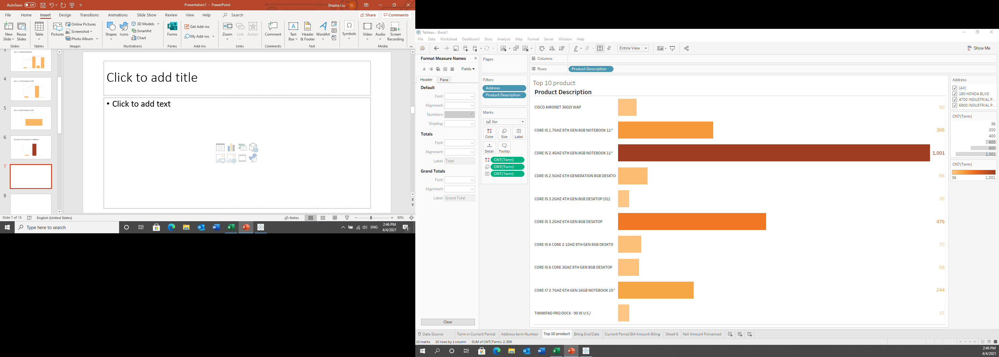 AutoSave Off
Presentation1 - PowerPoint
Shasha Liu SL
File Home Insert Design Transitions Animations Slide Show Review View Help Search
Share Comments
New Slide
Reuse Slides
Table
Pictures
Online Pictures
Screenshot
Photo Album
Shapes
Icons
3D Models
SmartArt
Chart
Forms
Get Add-ins
My Add-ins
Zoom
Link
Action
Comment
Text Box
Header & Footer
WordArt
Symbols
Video
Audio
Screen Recording
Slides Tables Images Illustrations Forms Add-ins Links Comments Text Media
3
Term in 180 Honda BLVD
4
Term in 4700 Industrial PKY
5
6
Number of Transaction in Address
7
8
Click to add title
• Click to add text
Slide 7 of 15 English (United States)
Notes
80%
Type here to search
ENG
2:46 PM
4/4/2021
3
Tableau - Book1
File Data Worksheet Dashboard Story Analysis Map Format Server Window Help
Entire View
Show Me
Format Measure Names
Fields
Header Pane
Default
Font:
Alignment:
Numbers:
Shading:
Totals
Font:
Alignment:
Label: Total
Grand Totals
Font:
Alignment:
Label: Grand Total
Clear
Pages
Filters
Address
Product Description
Marks
Bar
Color Size Label
Detail Tooltip
CNT(Term)
CNT(Term)
CNT(Term)
Columns
Rows Product Description
Top 10 product
Product Description
CISCO AIRONET 3602I WAP 60
CORE I5 1.7GHZ 8TH GEN 8GB NOTEBOOK 11" 306
CORE I5 2.4GHZ 6TH GEN 8GB NOTEBOOK 11" 1,001
CORE I5 2.5GHZ 6TH GENERATION 8GB DESKTO 96
CORE I5 3.2GHZ 4TH GEN 8GB DESKTOP (01) 36
CORE I5 3.2GHZ 6TH GEN 8GB DESKTOP 476
CORE I5 6 CORE 2.1GHZ 8TH GEN 8GB DESKTO 75
CORE I5 6 CORE 3GHZ 8TH GEN 8GB DESKTOP 68
CORE I7 2.7GHZ 6TH GEN 16GB NOTEBOOK 15" 244
THINKPAD PRO DOCK - 90 W U S / 37
Address
(All)
180 HONDA BLVD
4700 INDUSTRIAL P...
6900 INDUSTRIAL P...
CNT(Term)
36
200
400
600
800
1,001
CNT(Term)
36 1,001
Data Source Term in Current Period Address term Number Top 10 product Biling End Date Current Period Bill Amount-Biling Sheet 6 Net Amount Finnanced
10 marks 10 rows by 1 column SUM of CNT(Term): 2,399
2:46 PM
4/4/2021